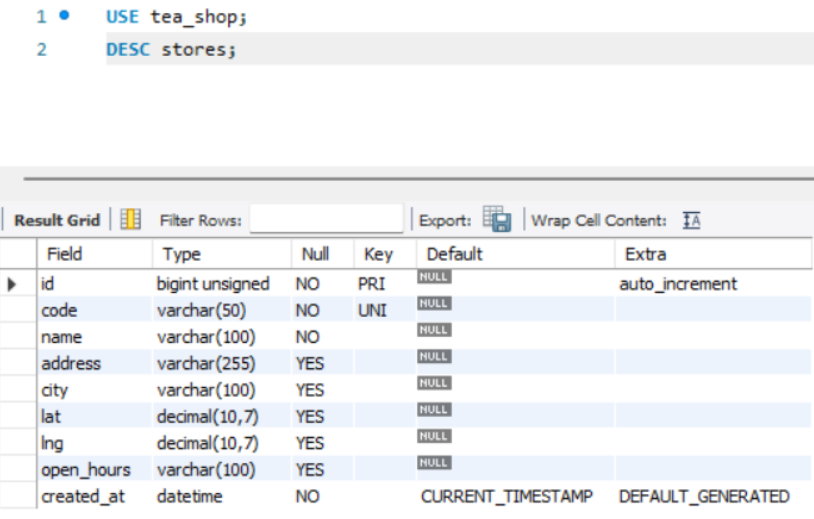 1 USE tea_shop;
2 DESC stores;
Result Grid Filter Rows: Export: Wrap Cell Content: IA
Field Type Null Key Default Extra
id bigint unsigned NO PRI NULL auto_increment
code varchar(50) NO UNI NULL
name varchar(100) NO NULL
address varchar(255) YES NULL
city varchar(100) YES NULL
lat decimal(10,7) YES NULL
lng decimal(10,7) YES NULL
open_hours varchar(100) YES NULL
created_at datetime NO CURRENT_TIMESTAMP DEFAULT_GENERATED